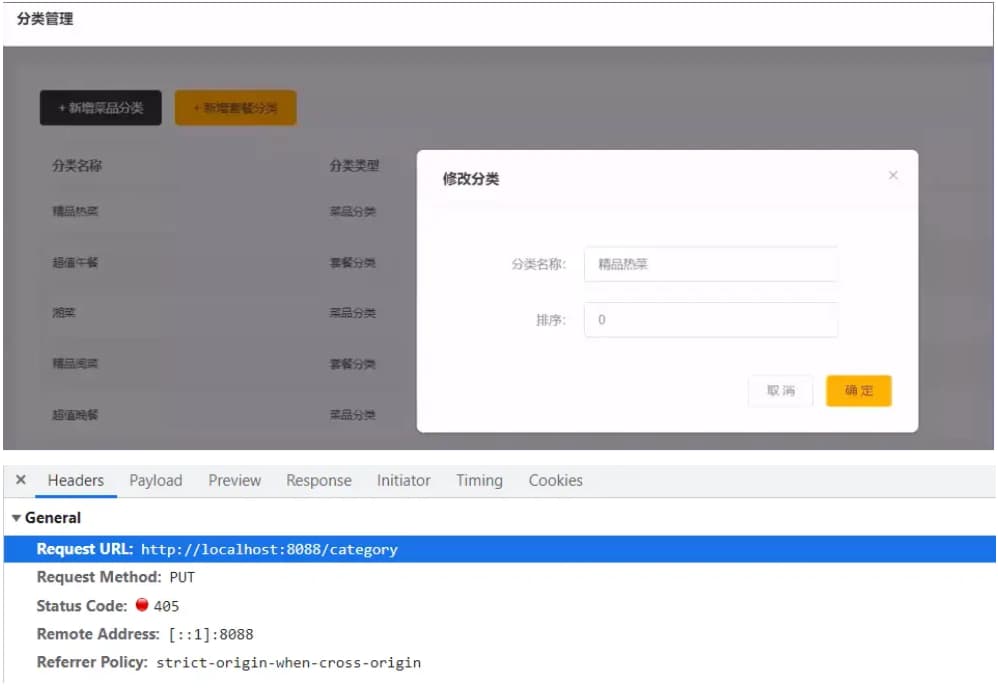 分类管理
+ 新增菜品分类 + 新增套餐分类
分类名称 分类类型
精品热菜 菜品分类
超值午餐 套餐分类
湘菜 菜品分类
精品闽菜 套餐分类
超值晚餐 菜品分类
修改分类 ×
分类名称: 精品热菜
排序: 0
取 消 确 定
× Headers Payload Preview Response Initiator Timing Cookies
▼ General
Request URL: http://localhost:8088/category
Request Method: PUT
Status Code: 405
Remote Address: [::1]:8088
Referrer Policy: strict-origin-when-cross-origin